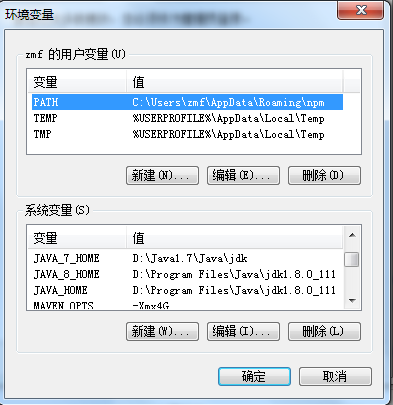 环境变量
zmf 的用户变量(U)
变量 值
PATH C:\Users\zmf\AppData\Roaming\npm
TEMP %USERPROFILE%\AppData\Local\Temp
TMP %USERPROFILE%\AppData\Local\Temp
新建(N)... 编辑(E)... 删除(D)
系统变量(S)
变量 值
JAVA_7_HOME D:\Java1.7\Java\jdk
JAVA_8_HOME D:\Program Files\Java\jdk1.8.0_111
JAVA_HOME D:\Program Files\Java\jdk1.8.0_111
MAVEN_OPTS -Xmx4G
新建(W)... 编辑(I)... 删除(L)
确定 取消